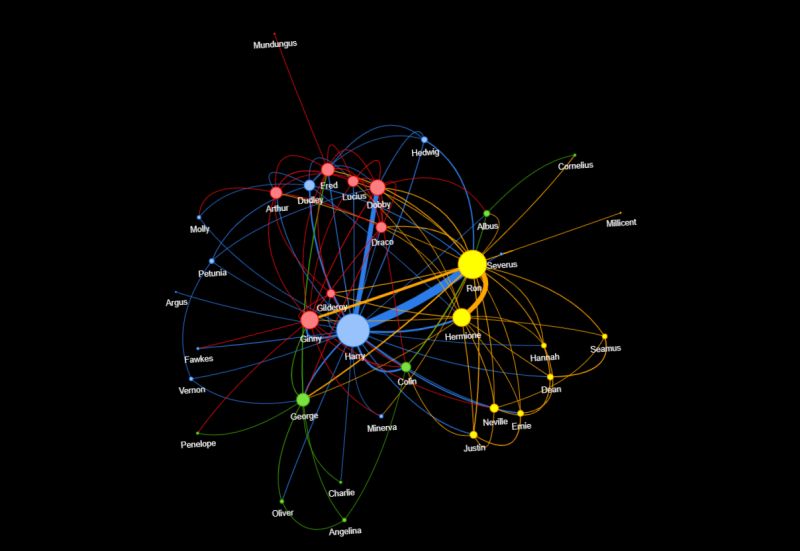 Mundungus
Hedwig
Cornelius
Fred
Lucius
Dudley
Arthur
Dobby
Albus
Millicent
Molly
Draco
Severus
Petunia
Ron
Argus
Gilderoy
Ginny
Hermione
Harry
Hannah
Seamus
Fawkes
Colin
Dean
Vernon
George
Neville
Ernie
Minerva
Penelope
Justin
Charlie
Oliver
Angelina